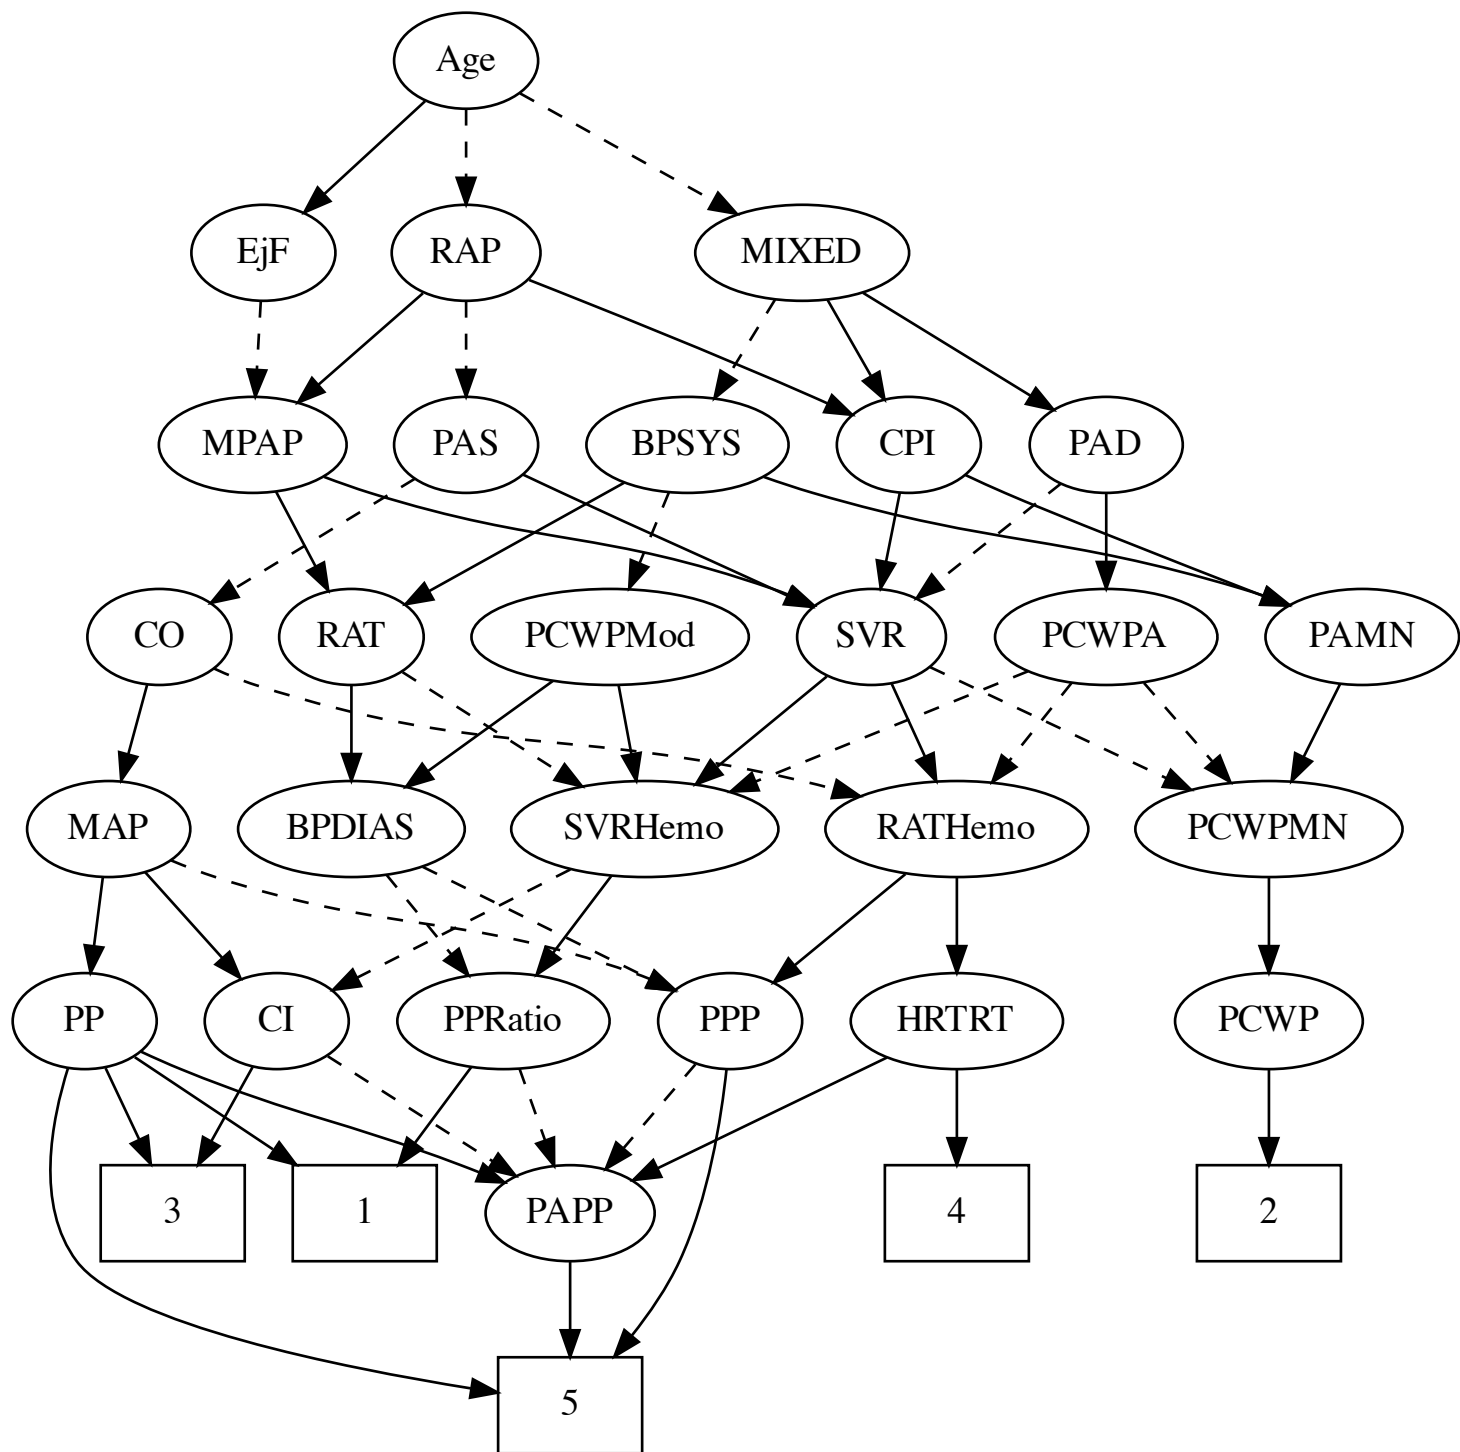 Age
EjF
RAP
MIXED
MPAP
PAS
BPSYS
CPI
PAD
CO
RAT
PCWPMod
SVR
PCWPA
PAMN
MAP
BPDIAS
SVRHemo
RATHemo
PCWPMN
PP
CI
PPRatio
PPP
HRTRT
PCWP
3
1
PAPP
4
2
5